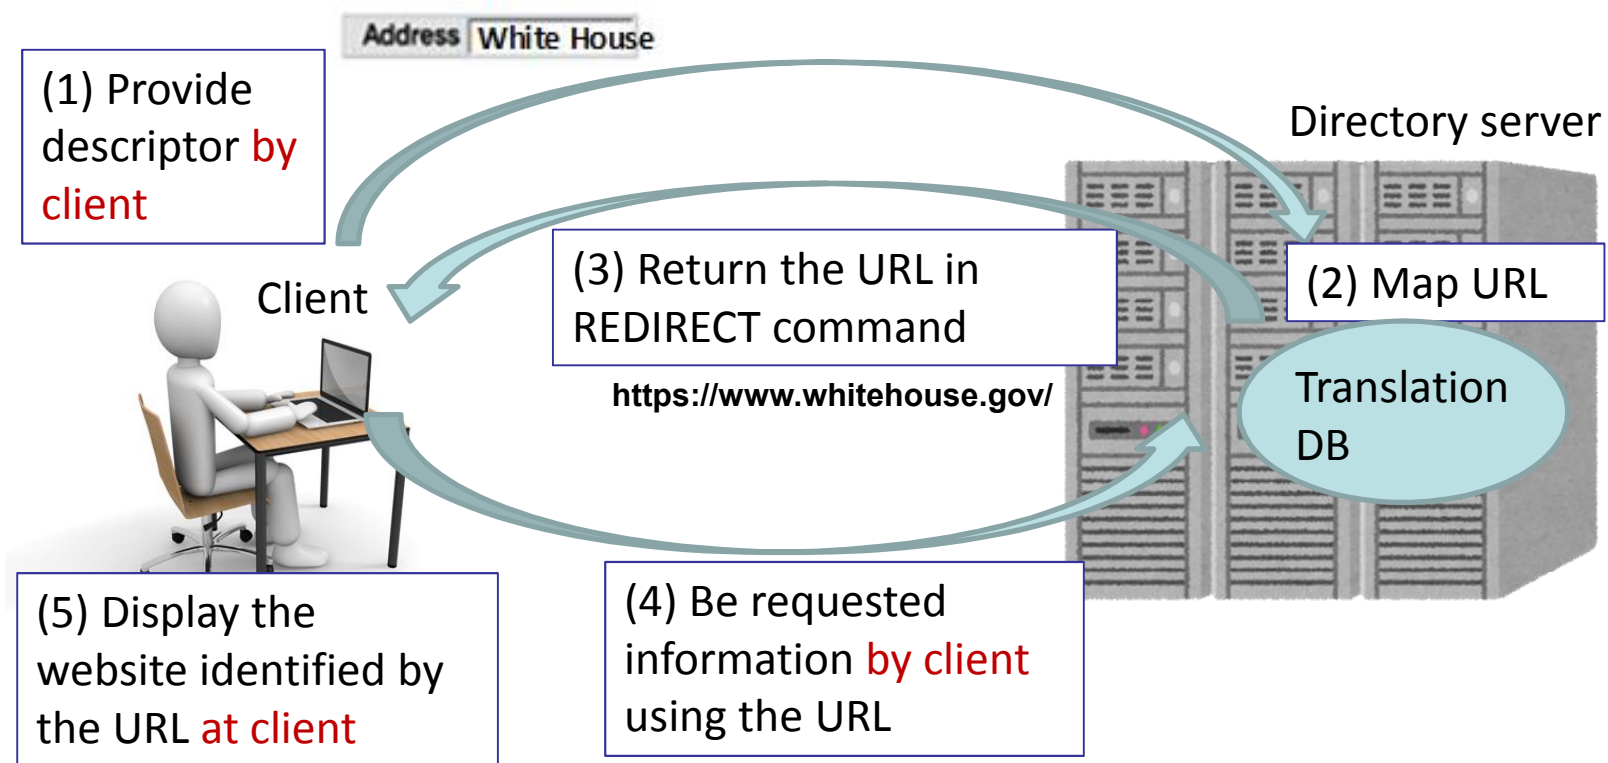 Address White House
(1) Provide
descriptor by
client
Directory server
Client
(3) Return the URL in
REDIRECT command
(2) Map URL
https://www.whitehouse.gov/
Translation
DB
(5) Display the
website identified by
the URL at client
(4) Be requested
information by client
using the URL